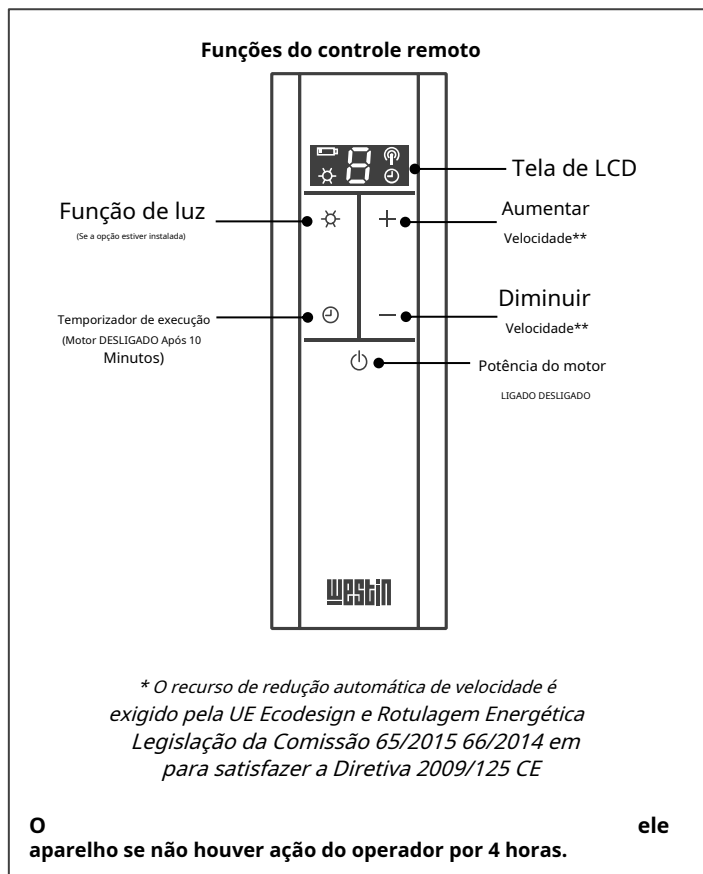 Funções do controle remoto
8
Tela de LCD
Função de luz
(Se a opção estiver instalada)
Aumentar
Velocidade**
Temporizador de execução
(Motor DESLIGADO Após 10
Minutos)
Diminuir
Velocidade**
Potência do motor
LIGADO DESLIGADO
westin
* O recurso de redução automática de velocidade é
exigido pela UE Ecodesign e Rotulagem Energética
Legislação da Comissão 65/2015 66/2014 em
para satisfazer a Diretiva 2009/125 CE
O ele
aparelho se não houver ação do operador por 4 horas.